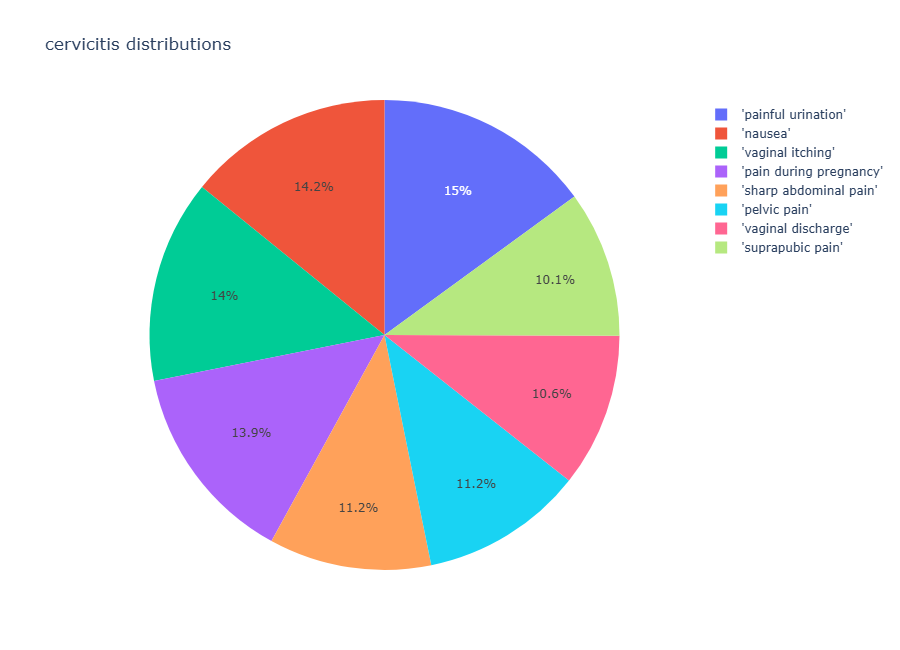 cervicitis distributions
'painful urination'
'nausea'
'vaginal itching'
'pain during pregnancy'
'sharp abdominal pain'
'pelvic pain'
'vaginal discharge'
'suprapubic pain'
14.2%
15%
10.1%
14%
10.6%
13.9%
11.2%
11.2%